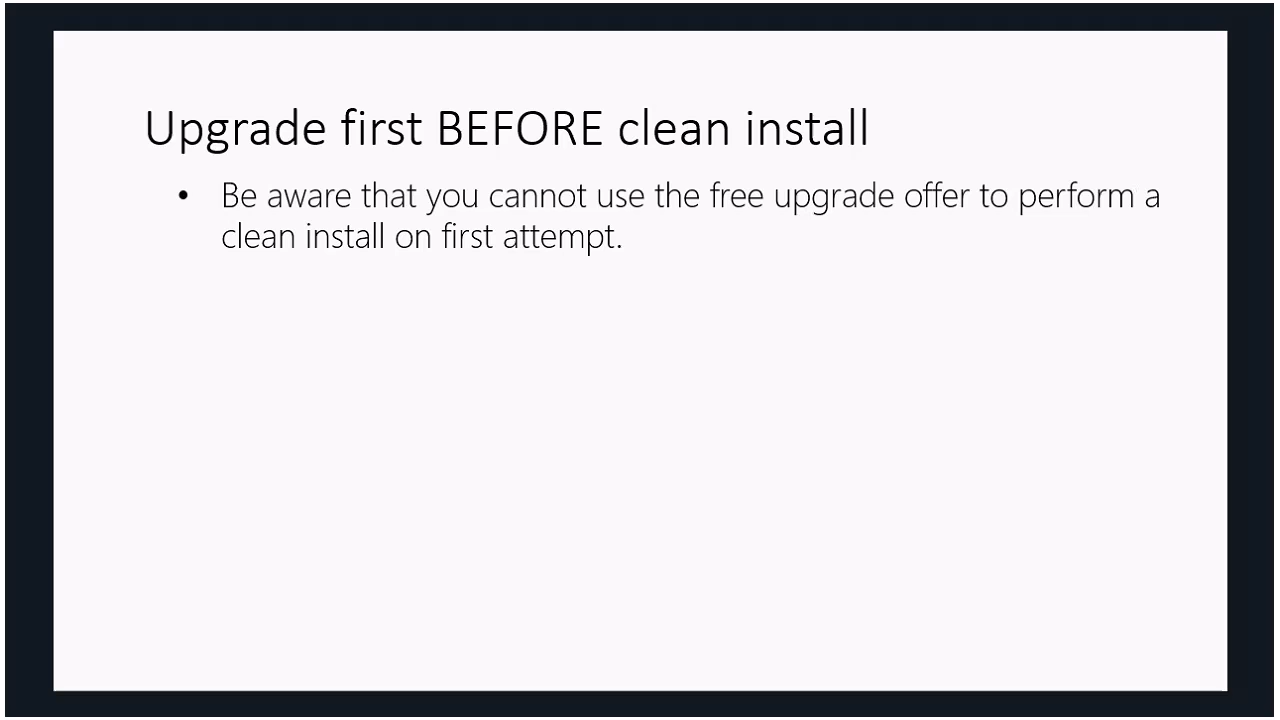 Upgrade first BEFORE clean install
• Be aware that you cannot use the free upgrade offer to perform a
clean install on first attempt.